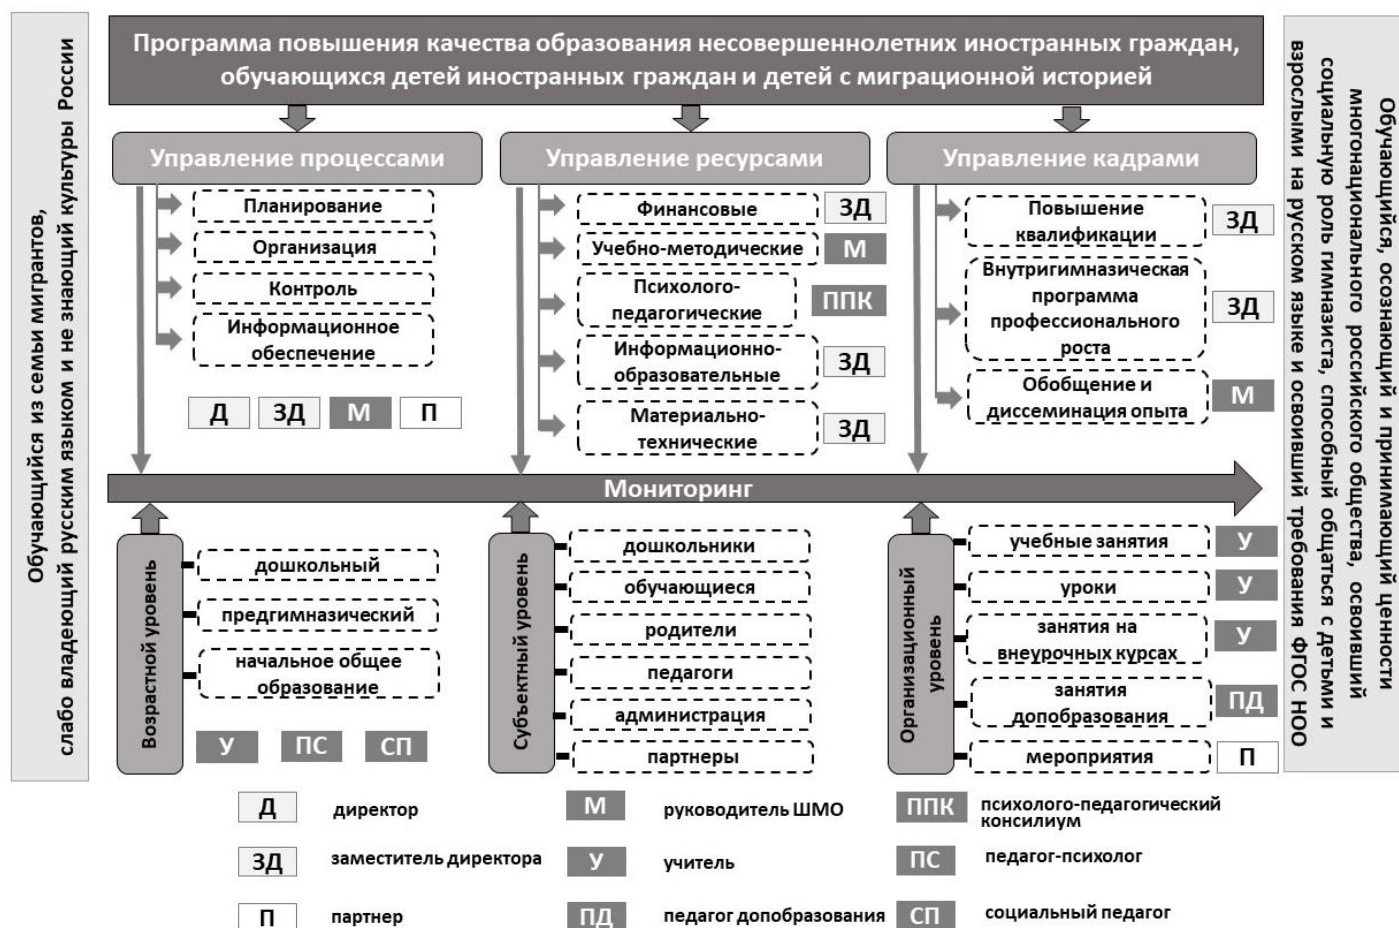 Обучающийся из семьи мигрантов,
слабо владеющий русским языком и не знающий культуры России
Программа повышения качества образования несовершеннолетних иностранных граждан,
обучающихся детей иностранных граждан и детей с миграционной историей
Управление процессами
Планирование
Организация
Контроль
Информационное
обеспечение
Д ЗД М П
Управление ресурсами
Финансовые ЗД
Учебно-методические М
Психолого-
педагогические ППК
Информационно-
образовательные ЗД
Материально-
технические ЗД
Управление кадрами
Повышение
квалификации ЗД
Внутригимназическая
программа
профессионального
роста ЗД
Обобщение и
диссеминация опыта М
Мониторинг
Возрастной уровень
дошкольный
предгимназический
начальное общее
образование
У ПС СП
Субъектный уровень
дошкольники
обучающиеся
родители
педагоги
администрация
партнеры
Организационный
уровень
учебные занятия У
уроки У
занятия на
внеурочных курсах У
занятия
допобразования ПД
мероприятия П
Обучающийся, осознающий и принимающий ценности
многонационального российского общества, освоивший
социальную роль гимназиста, способный общаться с детьми и
взрослыми на русском языке и освоивший требования ФГОС НОО
Д директор
М руководитель ШМО
ППК психолого-педагогический
консилиум
ЗД заместитель директора
У учитель
ПС педагог-психолог
П партнер
ПД педагог допобразования
СП социальный педагог